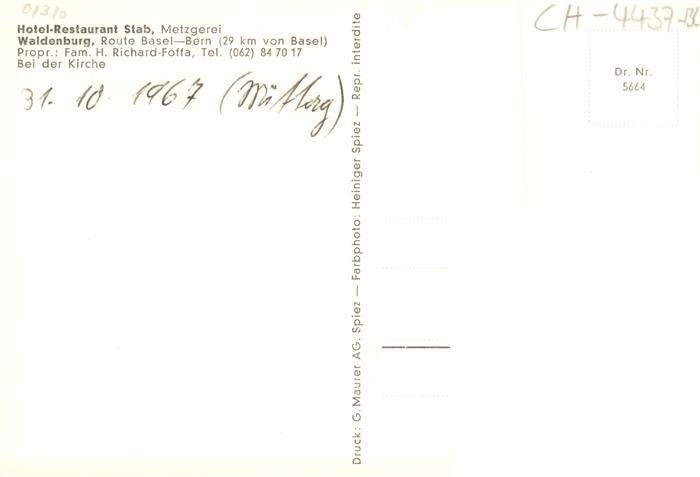 01310
Hotel-Restaurant Stab, Metzgerei
Waldenburg, Route Basel—Bern (29 km von Basel)
Propr.: Fam. H. Richard-Foffa, Tel. (062) 84 70 17
Bei der Kirche
31. 10. 1967
Druck: G. Maurer AG. Spiez — Farbphoto: Heiniger Spiez — Repr. interdite
CH-4437-BL
Dr. Nr.
5664